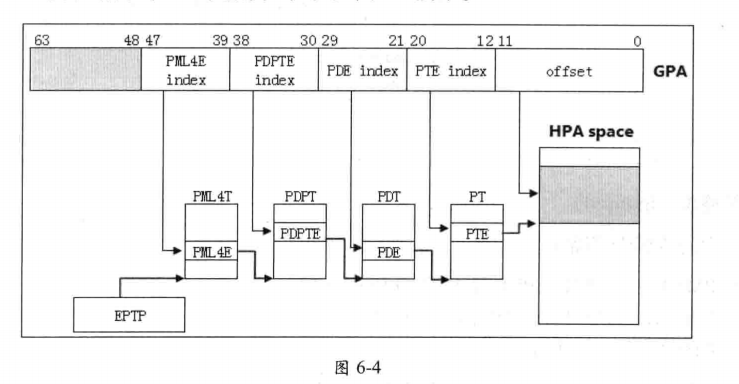 63 48 47 39 38 30 29 21 20 12 11 0
PML4E index PDPTE index PDE index PTE index offset GPA
HPA space
PML4T PDPT PDT PT
PDPTE PTE
PML4E PDE
EPTP
图 6-4